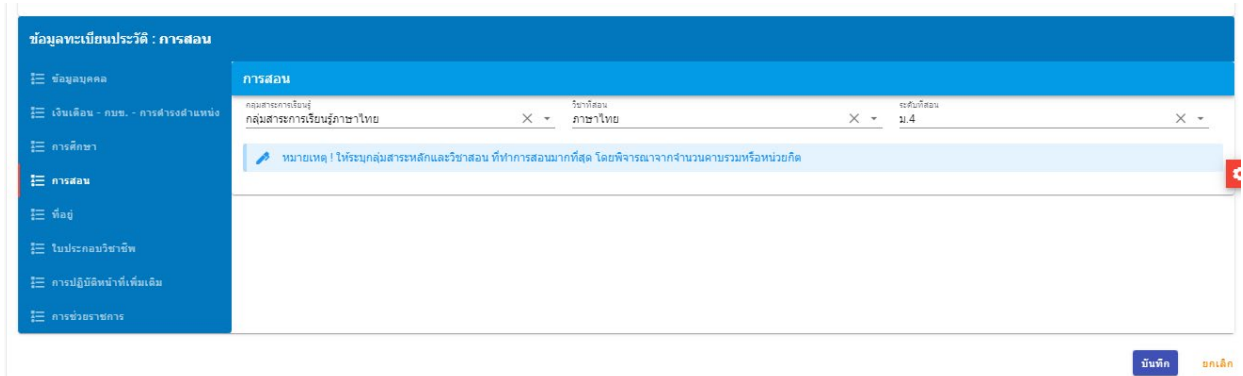 ข้อมูลทะเบียนประวัติ : การสอน
ข้อมูลบุคคล
เงินเดือน - กบข. - การดำรงตำแหน่ง
การศึกษา
การสอน
ที่อยู่
ใบประกอบวิชาชีพ
การปฏิบัติหน้าที่เพิ่มเติม
การช่วยราชการ
การสอน
กลุ่มสาระการเรียนรู้
กลุ่มสาระการเรียนรู้ภาษาไทย
วิชาที่สอน
ภาษาไทย
ระดับที่สอน
ม.4
หมายเหตุ ! ให้ระบุกลุ่มสาระหลักและวิชาสอน ที่ทำการสอนมากที่สุด โดยพิจารณาจากจำนวนคาบรวมหรือหน่วยกิต
บันทึก
ยกเลิก